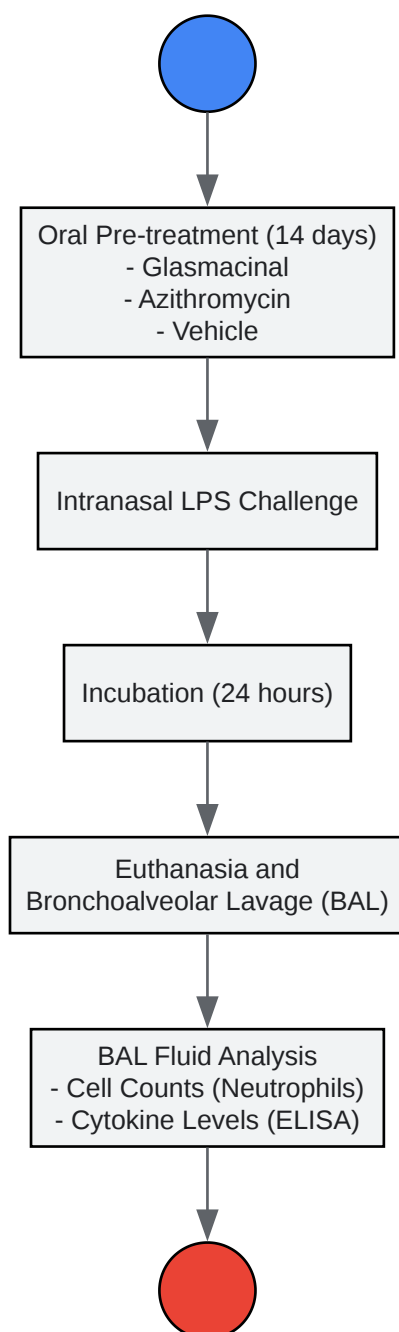 Oral Pre-treatment (14 days)
- Glasmacinal
- Azithromycin
- Vehicle
Intranasal LPS Challenge
Incubation (24 hours)
Euthanasia and
Bronchoalveolar Lavage (BAL)
BAL Fluid Analysis
- Cell Counts (Neutrophils)
- Cytokine Levels (ELISA)